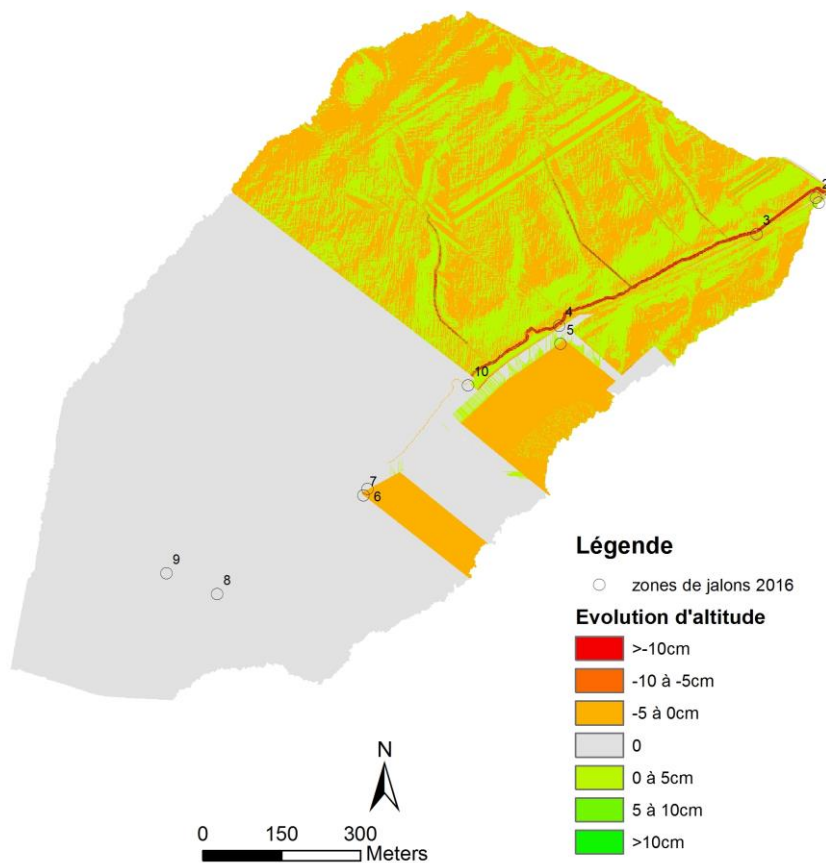 2
3
4
5
10
7
6
9
8
Légende
zones de jalons 2016
Evolution d'altitude
>-10cm
-10 à -5cm
-5 à 0cm
0
0 à 5cm
5 à 10cm
>10cm
N
0 150 300
Meters